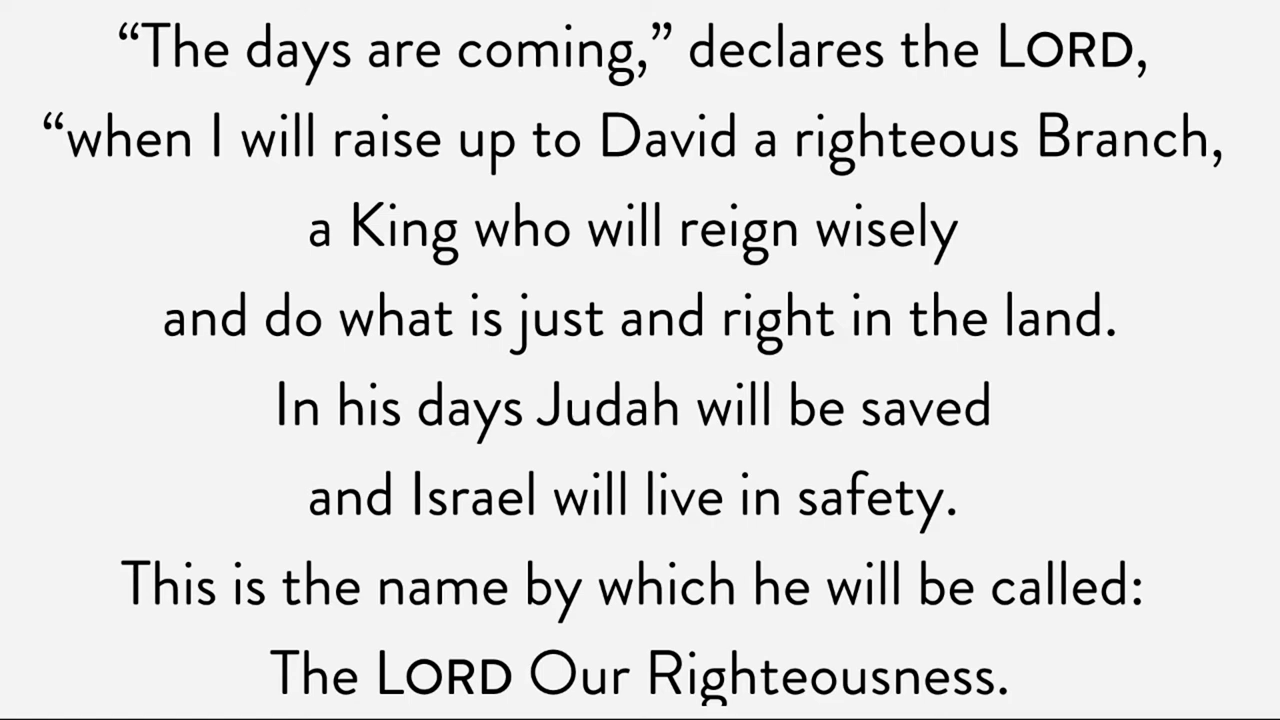 “The days are coming,” declares the LORD,
“when I will raise up to David a righteous Branch,
a King who will reign wisely
and do what is just and right in the land.
In his days Judah will be saved
and Israel will live in safety.
This is the name by which he will be called:
The LORD Our Righteousness.